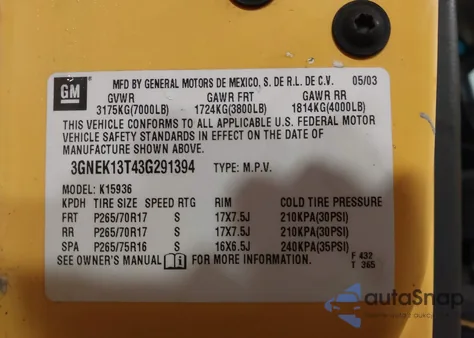 GM
MFD BY GENERAL MOTORS DE MEXICO, S. DE R.L. DE C.V. 05/03
GVWR GAWR FRT GAWR RR
3175KG(7000LB) 1724KG(3800LB) 1814KG(4000LB)
THIS VEHICLE CONFORMS TO ALL APPLICABLE U.S. FEDERAL MOTOR
VEHICLE SAFETY STANDARDS IN EFFECT ON THE DATE OF
MANUFACTURE SHOWN ABOVE.
3GNEK13T43G291394 TYPE: M.P.V.
MODEL: K15936
KPDH TIRE SIZE SPEED RTG RIM COLD TIRE PRESSURE
FRT P265/70R17 S 17X7.5J 210KPA(30PSI)
RR P265/70R17 S 17X7.5J 210KPA(30PSI)
SPA P265/75R16 S 16X6.5J 240KPA(35PSI)
SEE OWNER'S MANUAL i FOR MORE INFORMATION.
F 432
T 365
autoSnap